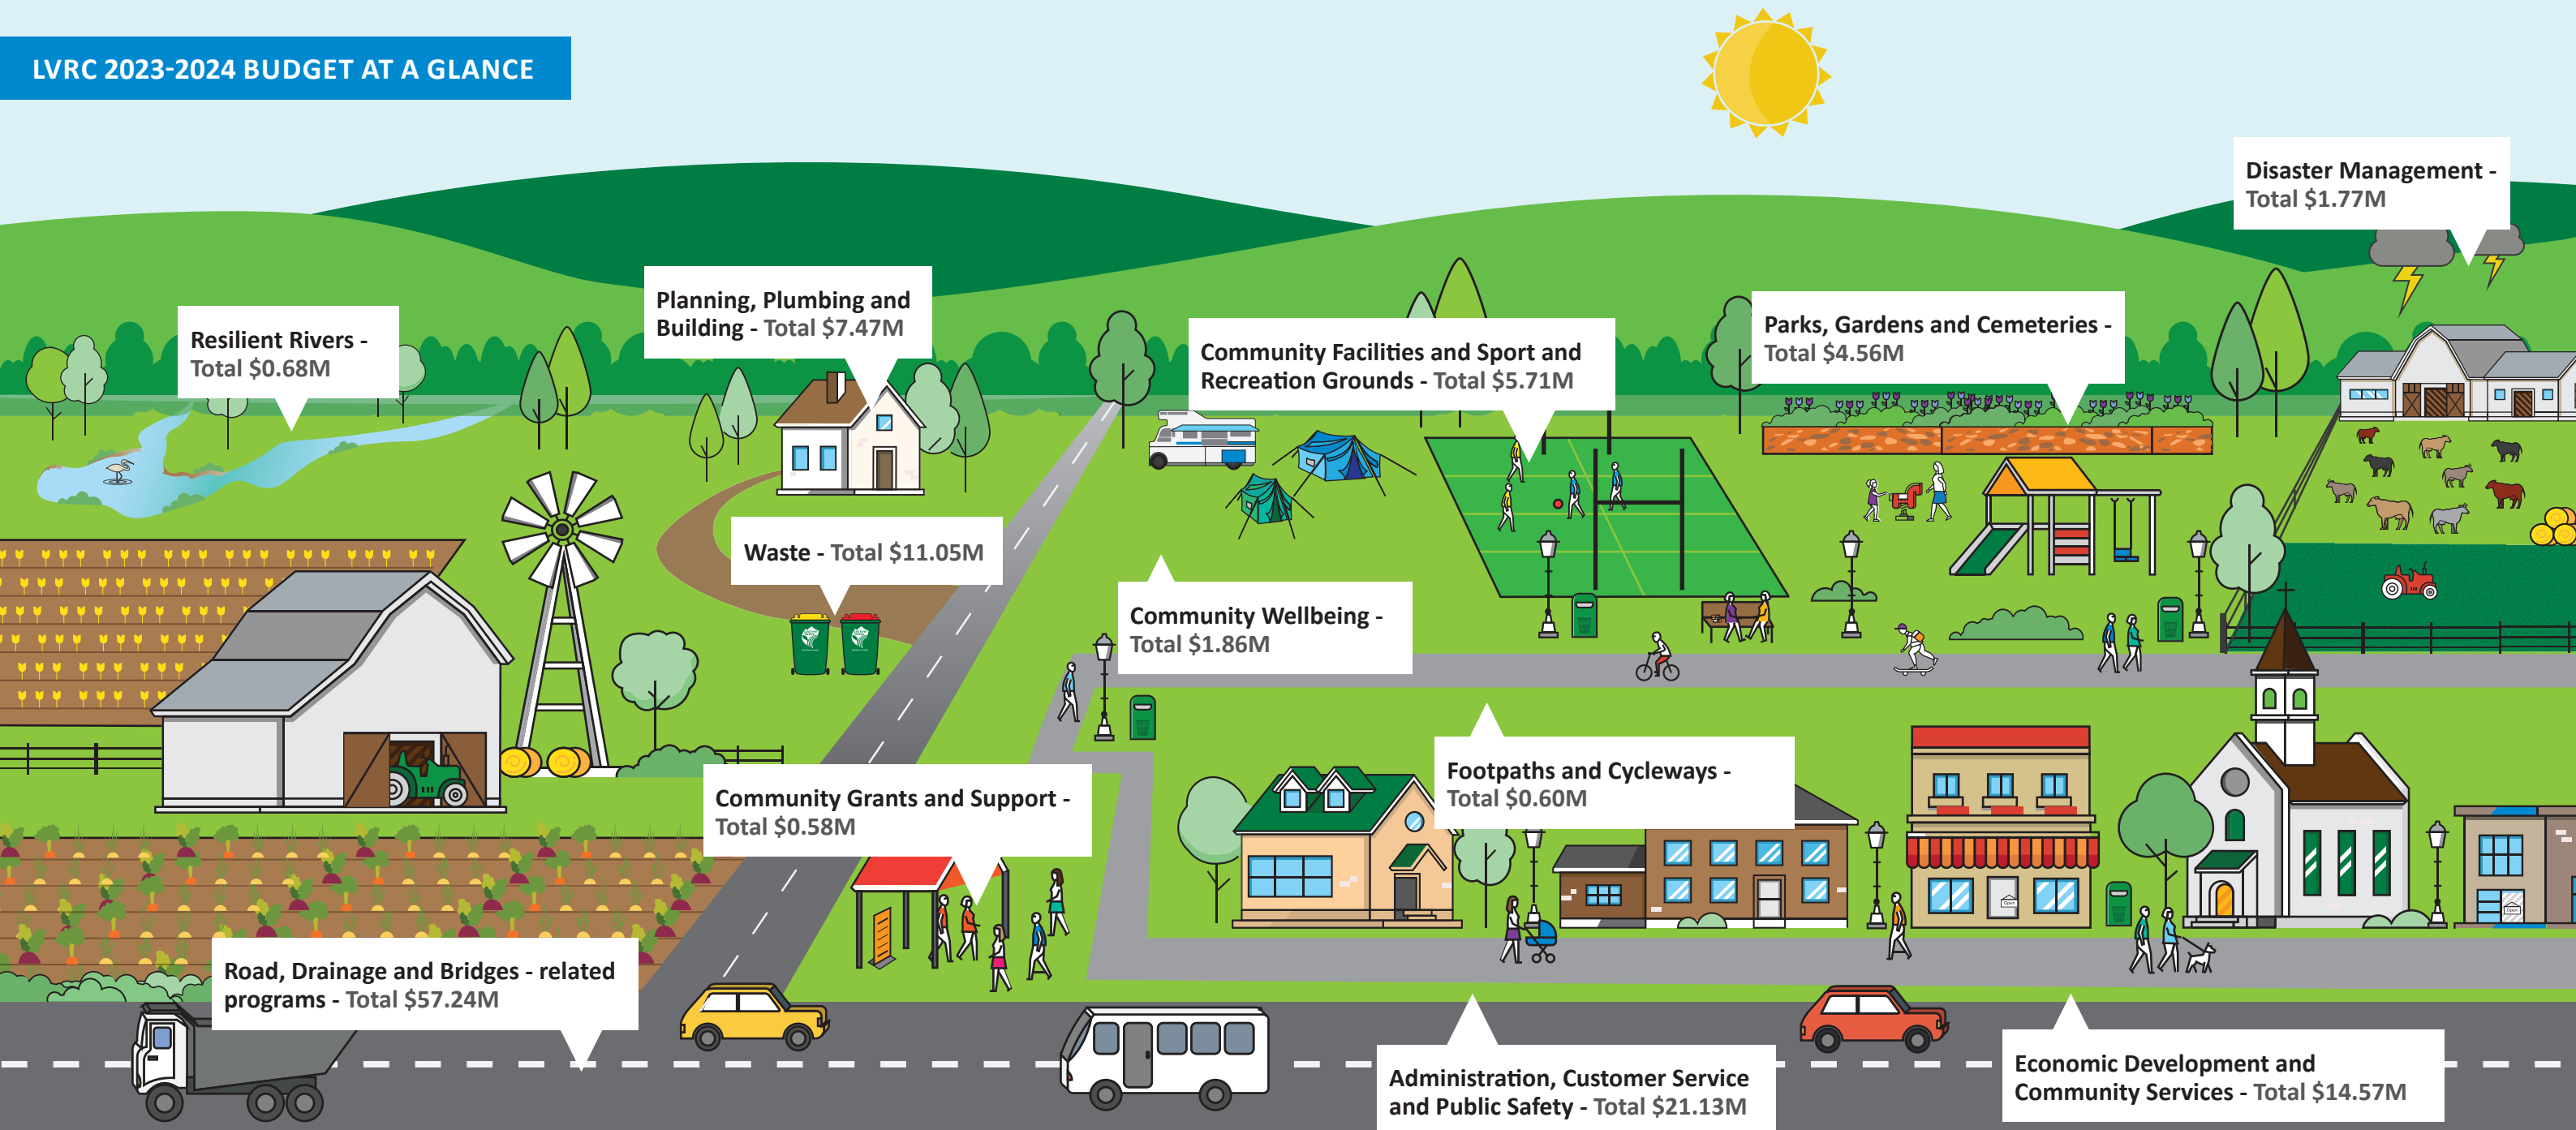 LVRC 2023-2024 BUDGET AT A GLANCE
Disaster Management -
Total $1.77M
Planning, Plumbing and
Building - Total $7.47M
Resilient Rivers -
Total $0.68M
Community Facilities and Sport and
Recreation Grounds - Total $5.71M
Parks, Gardens and Cemeteries -
Total $4.56M
Waste - Total $11.05M
Community Wellbeing -
Total $1.86M
Footpaths and Cycleways -
Total $0.60M
Community Grants and Support -
Total $0.58M
Open
Open
Road, Drainage and Bridges - related
programs - Total $57.24M
Administration, Customer Service
and Public Safety - Total $21.13M
Economic Development and
Community Services - Total $14.57M